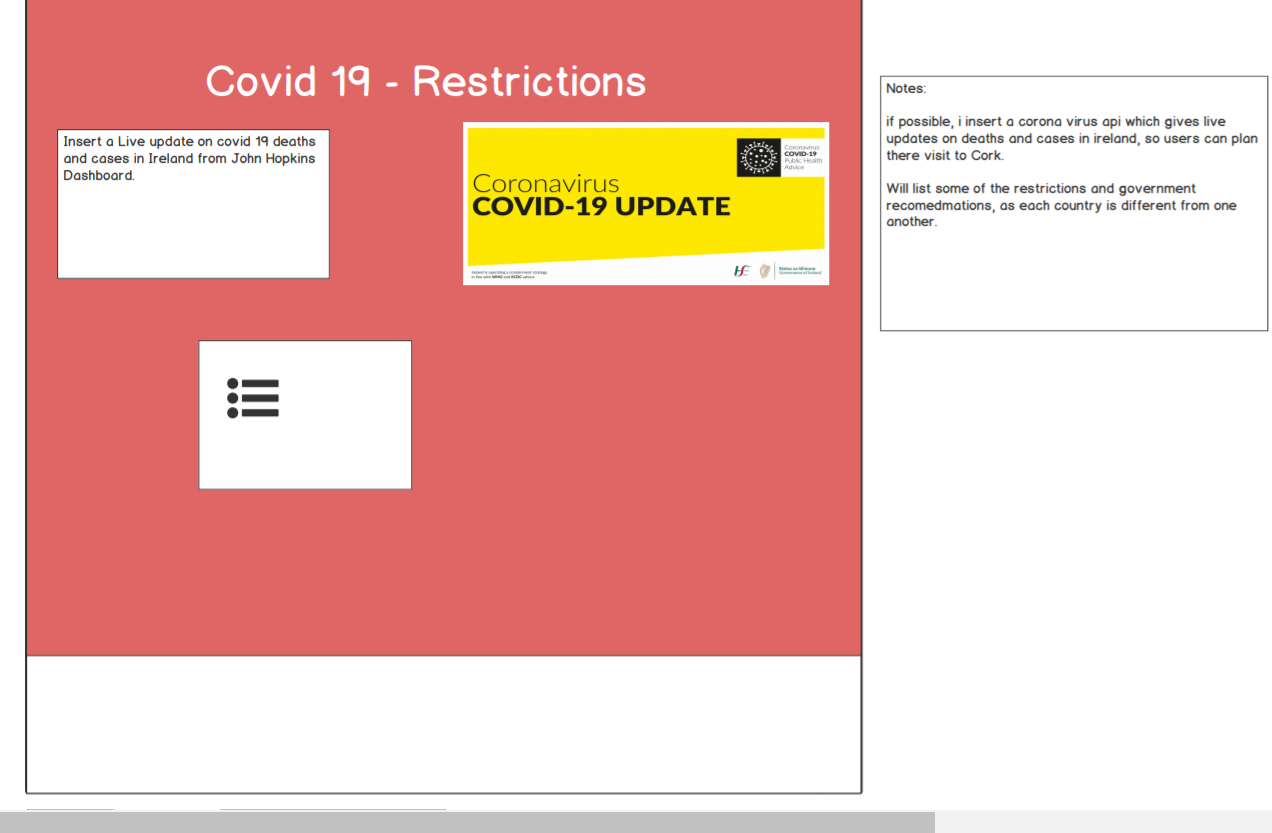 Covid 19 - Restrictions
Insert a Live update on covid 19 deaths
and cases in Ireland from John Hopkins
Dashboard.
Coronavirus
COVID-19
Public Health
Advice
Coronavirus
COVID-19 UPDATE
Ireland is operating a containment strategy
in line with WHO and ECDC advice
HE
Rialtas na hÉireann
Government of Ireland
Notes:
if possible, i insert a corona virus api which gives live
updates on deaths and cases in ireland, so users can plan
there visit to Cork.
Will list some of the restrictions and government
recomedmations, as each country is different from one
another.